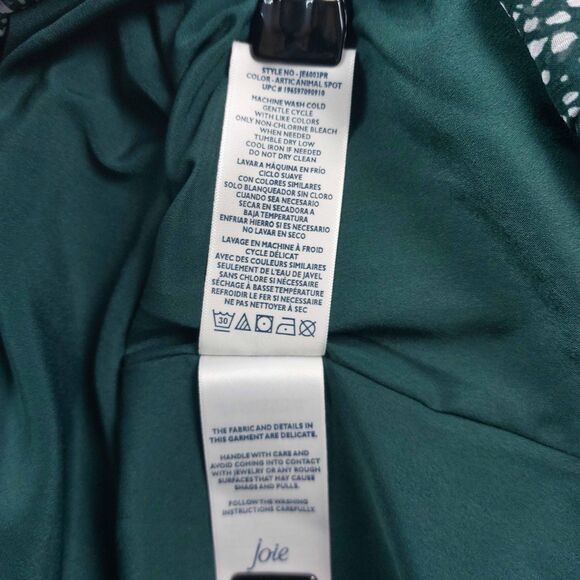 STYLE NO - JE6003PR
COLOR - ARTIC ANIMAL SPOT
UPC # 196597090910
MACHINE WASH COLD
GENTLE CYCLE
WITH LIKE COLORS
ONLY NON-CHLORINE BLEACH
WHEN NEEDED
TUMBLE DRY LOW
COOL IRON IF NEEDED
DO NOT DRY CLEAN
LAVAR A MÁQUINA EN FRÍO
CICLO SUAVE
CON COLORES SIMILARES
SOLO BLANQUEADOR SIN CLORO
CUANDO SEA NECESARIO
SECAR EN SECADORA A
BAJA TEMPERATURA
ENFRIAR HIERRO SI ES NECESARIO
NO LAVAR EN SECO
LAVAGE EN MACHINE À FROID
CYCLE DÉLICAT
AVEC DES COULEURS SIMILAIRES
SEULEMENT DE L'EAU DE JAVEL
SANS CHLORE, SI NÉCESSAIRE
SÉCHAGE À BASSE TEMPÉRATURE
REFROIDIR LE FER SI NÉCESSAIRE
NE PAS NETTOYER À SEC
30
THE FABRIC AND DETAILS IN
THIS GARMENT ARE DELICATE.
HANDLE WITH CARE AND
AVOID COMING INTO CONTACT
WITH JEWELRY OR ANY ROUGH
SURFACES THAT MAY CAUSE
SNAGS AND PULLS.
FOLLOW THE WASHING
INSTRUCTIONS CAREFULLY.
joie